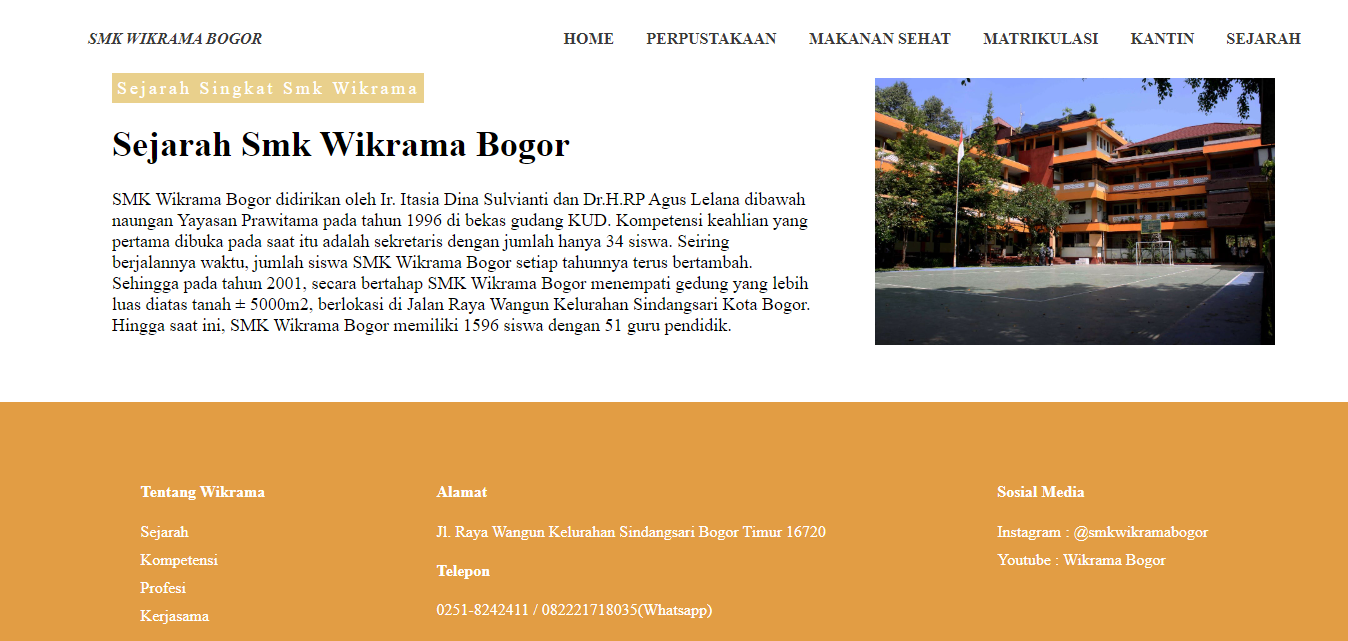 SMK WIKRAMA BOGOR
HOME PERPUSTAKAAN MAKANAN SEHAT MATRIKULASI KANTIN SEJARAH
Sejarah Singkat Smk Wikrama
Sejarah Smk Wikrama Bogor
SMK Wikrama Bogor didirikan oleh Ir. Itasia Dina Sulvianti dan Dr.H.RP Agus Lelana dibawah
naungan Yayasan Prawitama pada tahun 1996 di bekas gudang KUD. Kompetensi keahlian yang
pertama dibuka pada saat itu adalah sekretaris dengan jumlah hanya 34 siswa. Seiring
berjalannya waktu, jumlah siswa SMK Wikrama Bogor setiap tahunnya terus bertambah.
Sehingga pada tahun 2001, secara bertahap SMK Wikrama Bogor menempati gedung yang lebih
luas diatas tanah ± 5000m2, berlokasi di Jalan Raya Wangun Kelurahan Sindangsari Kota Bogor.
Hingga saat ini, SMK Wikrama Bogor memiliki 1596 siswa dengan 51 guru pendidik.
Tentang Wikrama
Sejarah
Kompetensi
Profesi
Kerjasama
Alamat
Jl. Raya Wangun Kelurahan Sindangsari Bogor Timur 16720
Telepon
0251-8242411 / 082221718035(Whatsapp)
Sosial Media
Instagram : @smkwikramabogor
Youtube : Wikrama Bogor